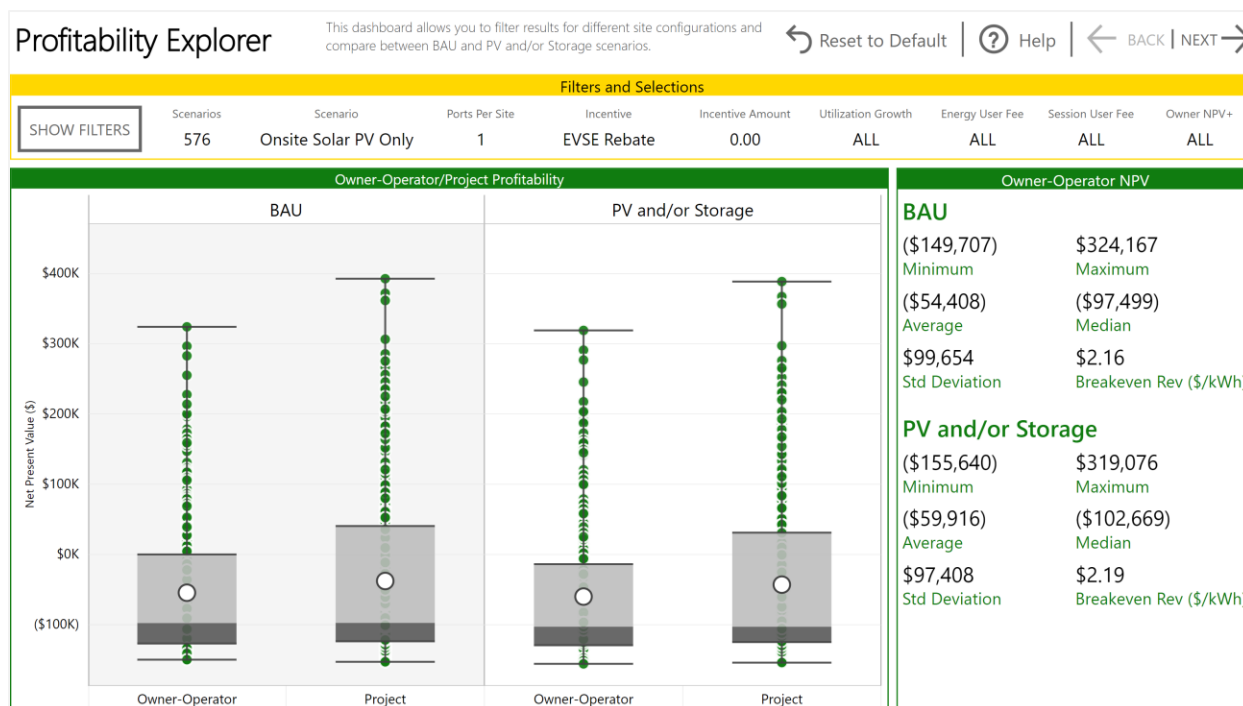 Profitability Explorer
This dashboard allows you to filter results for different site configurations and
compare between BAU and PV and/or Storage scenarios.
Reset to Default
? Help
BACK | NEXT
Filters and Selections
SHOW FILTERS
Scenarios
576
Scenario
Onsite Solar PV Only
Ports Per Site
1
Incentive
EVSE Rebate
Incentive Amount
0.00
Utilization Growth
ALL
Energy User Fee
ALL
Session User Fee
ALL
Owner NPV+
ALL
Owner-Operator/Project Profitability
BAU
PV and/or Storage
Net Present Value ($)
$400K
$300K
$200K
$100K
$0K
($100K)
Owner-Operator
Project
Owner-Operator
Project
Owner-Operator NPV
BAU
($149,707)
Minimum
$324,167
Maximum
($54,408)
Average
($97,499)
Median
$99,654
Std Deviation
$2.16
Breakeven Rev ($/kWh)
PV and/or Storage
($155,640)
Minimum
$319,076
Maximum
($59,916)
Average
($102,669)
Median
$97,408
Std Deviation
$2.19
Breakeven Rev ($/kWh)